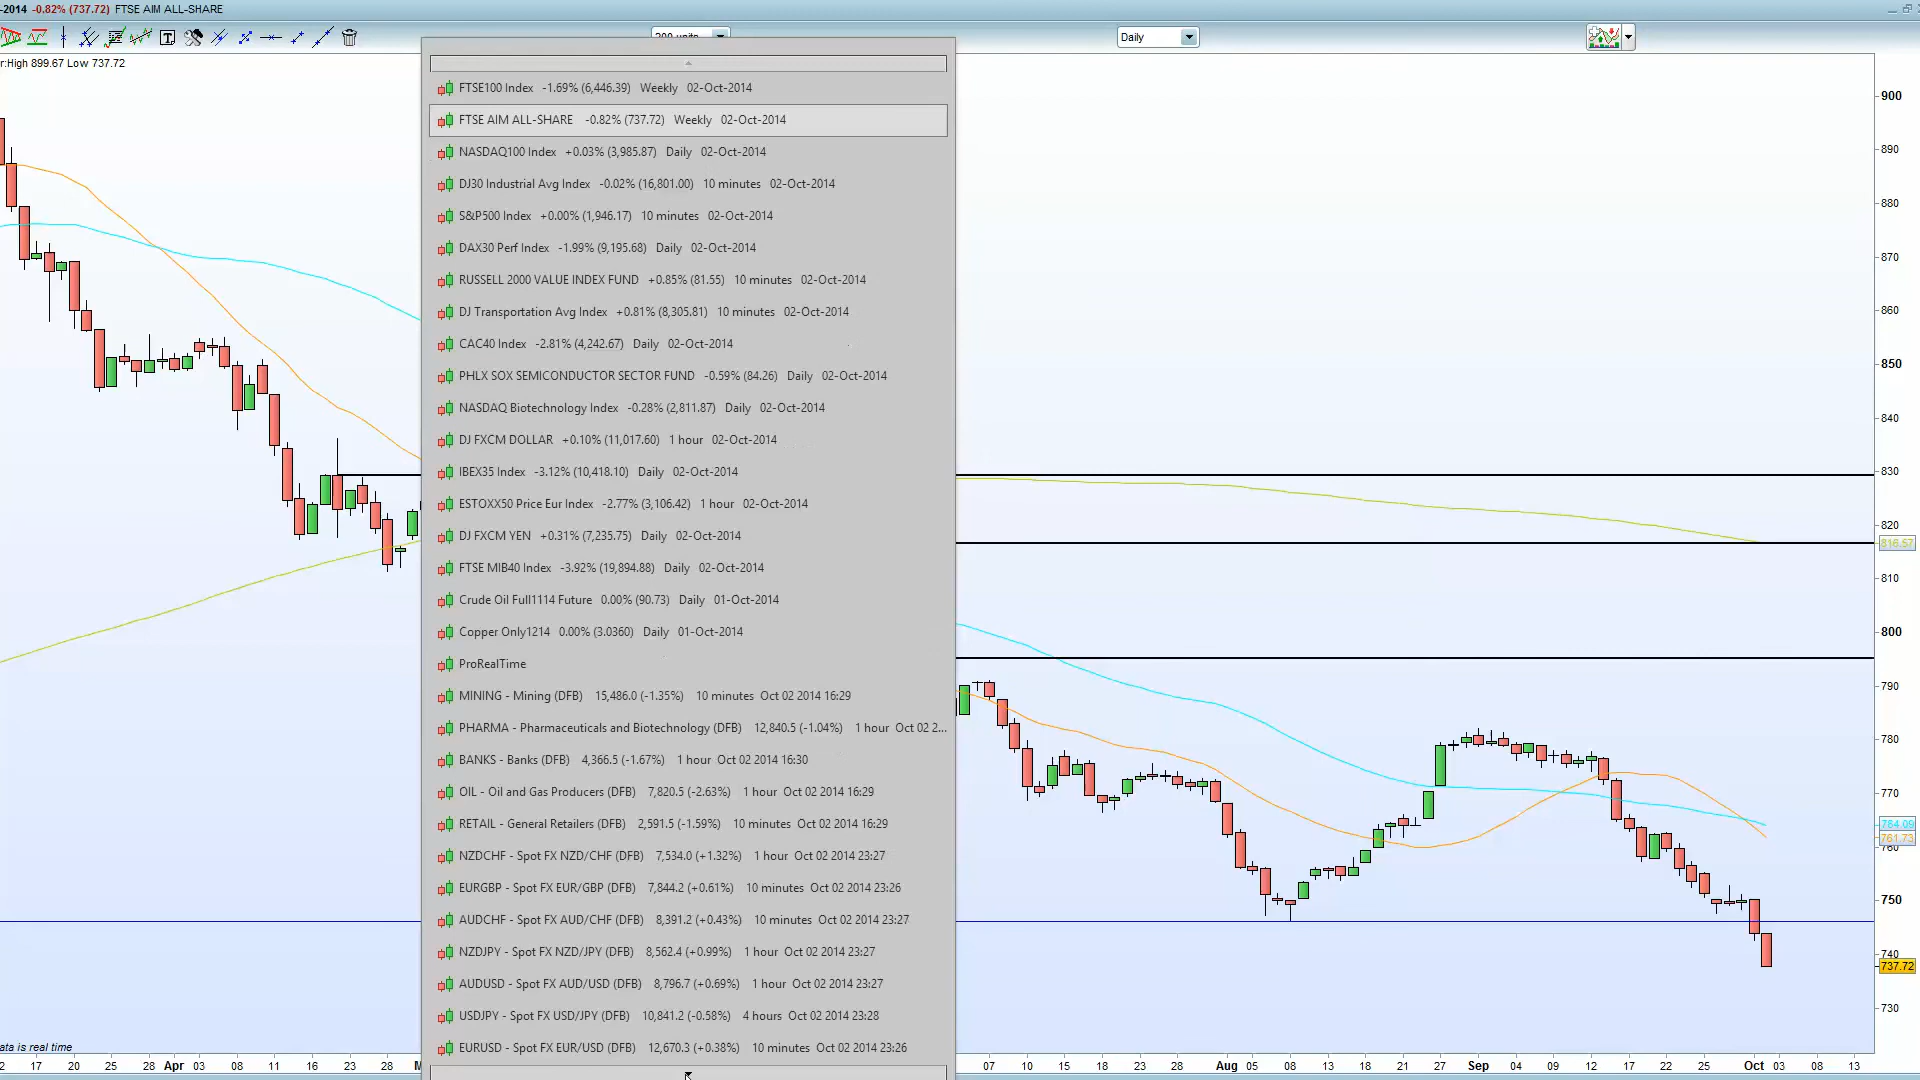 -2014 -0.82% (737.72) FTSE AIM ALL-SHARE
Daily
r:High 899.67 Low 737.72
FTSE100 Index -1.69% (6,446.39) Weekly 02-Oct-2014
FTSE AIM ALL-SHARE -0.82% (737.72) Weekly 02-Oct-2014
NASDAQ100 Index +0.03% (3,985.87) Daily 02-Oct-2014
DJ30 Industrial Avg Index -0.02% (16,801.00) 10 minutes 02-Oct-2014
S&P500 Index +0.00% (1,946.17) 10 minutes 02-Oct-2014
DAX30 Perf Index -1.99% (9,195.68) Daily 02-Oct-2014
RUSSELL 2000 VALUE INDEX FUND +0.85% (81.55) 10 minutes 02-Oct-2014
DJ Transportation Avg Index +0.81% (8,305.81) 10 minutes 02-Oct-2014
CAC40 Index -2.81% (4,242.67) Daily 02-Oct-2014
PHLX SOX SEMICONDUCTOR SECTOR FUND -0.59% (84.26) Daily 02-Oct-2014
NASDAQ Biotechnology Index -0.28% (2,811.87) Daily 02-Oct-2014
DJ FXCM DOLLAR +0.10% (11,017.60) 1 hour 02-Oct-2014
IBEX35 Index -3.12% (10,418.10) Daily 02-Oct-2014
ESTOXX50 Price Eur Index -2.77% (3,106.42) 1 hour 02-Oct-2014
DJ FXCM YEN +0.31% (7,235.75) Daily 02-Oct-2014
FTSE MIB40 Index -3.92% (19,894.88) Daily 02-Oct-2014
Crude Oil Full1114 Future 0.00% (90.73) Daily 01-Oct-2014
Copper Only1214 0.00% (3.0360) Daily 01-Oct-2014
ProRealTime
MINING - Mining (DFB) 15,486.0 (-1.35%) 10 minutes Oct 02 2014 16:29
PHARMA - Pharmaceuticals and Biotechnology (DFB) 12,840.5 (-1.04%) 1 hour Oct 02 2...
BANKS - Banks (DFB) 4,366.5 (-1.67%) 1 hour Oct 02 2014 16:30
OIL - Oil and Gas Producers (DFB) 7,820.5 (-2.63%) 1 hour Oct 02 2014 16:29
RETAIL - General Retailers (DFB) 2,591.5 (-1.59%) 10 minutes Oct 02 2014 16:29
NZDCHF - Spot FX NZD/CHF (DFB) 7,534.0 (+1.32%) 1 hour Oct 02 2014 23:27
EURGBP - Spot FX EUR/GBP (DFB) 7,844.2 (+0.61%) 10 minutes Oct 02 2014 23:26
AUDCHF - Spot FX AUD/CHF (DFB) 8,391.2 (+0.43%) 10 minutes Oct 02 2014 23:27
NZDJPY - Spot FX NZD/JPY (DFB) 8,562.4 (+0.99%) 1 hour Oct 02 2014 23:27
AUDUSD - Spot FX AUD/USD (DFB) 8,796.7 (+0.69%) 1 hour Oct 02 2014 23:27
USDJPY - Spot FX USD/JPY (DFB) 10,841.2 (-0.58%) 4 hours Oct 02 2014 23:28
EURUSD - Spot FX EUR/USD (DFB) 12,670.3 (+0.38%) 10 minutes Oct 02 2014 23:26
900
890
880
870
860
850
840
830
820
816.57
810
800
790
780
770
764.09
761.73
760
750
740
737.72
730
ata is real time
2 17 20 25 28 Apr 03 08 11 16 23 28 M
07 10 15 18 23 28 Aug 05 08 13 18 21 27 Sep 04 09 12 17 22 25 Oct 03 08 13